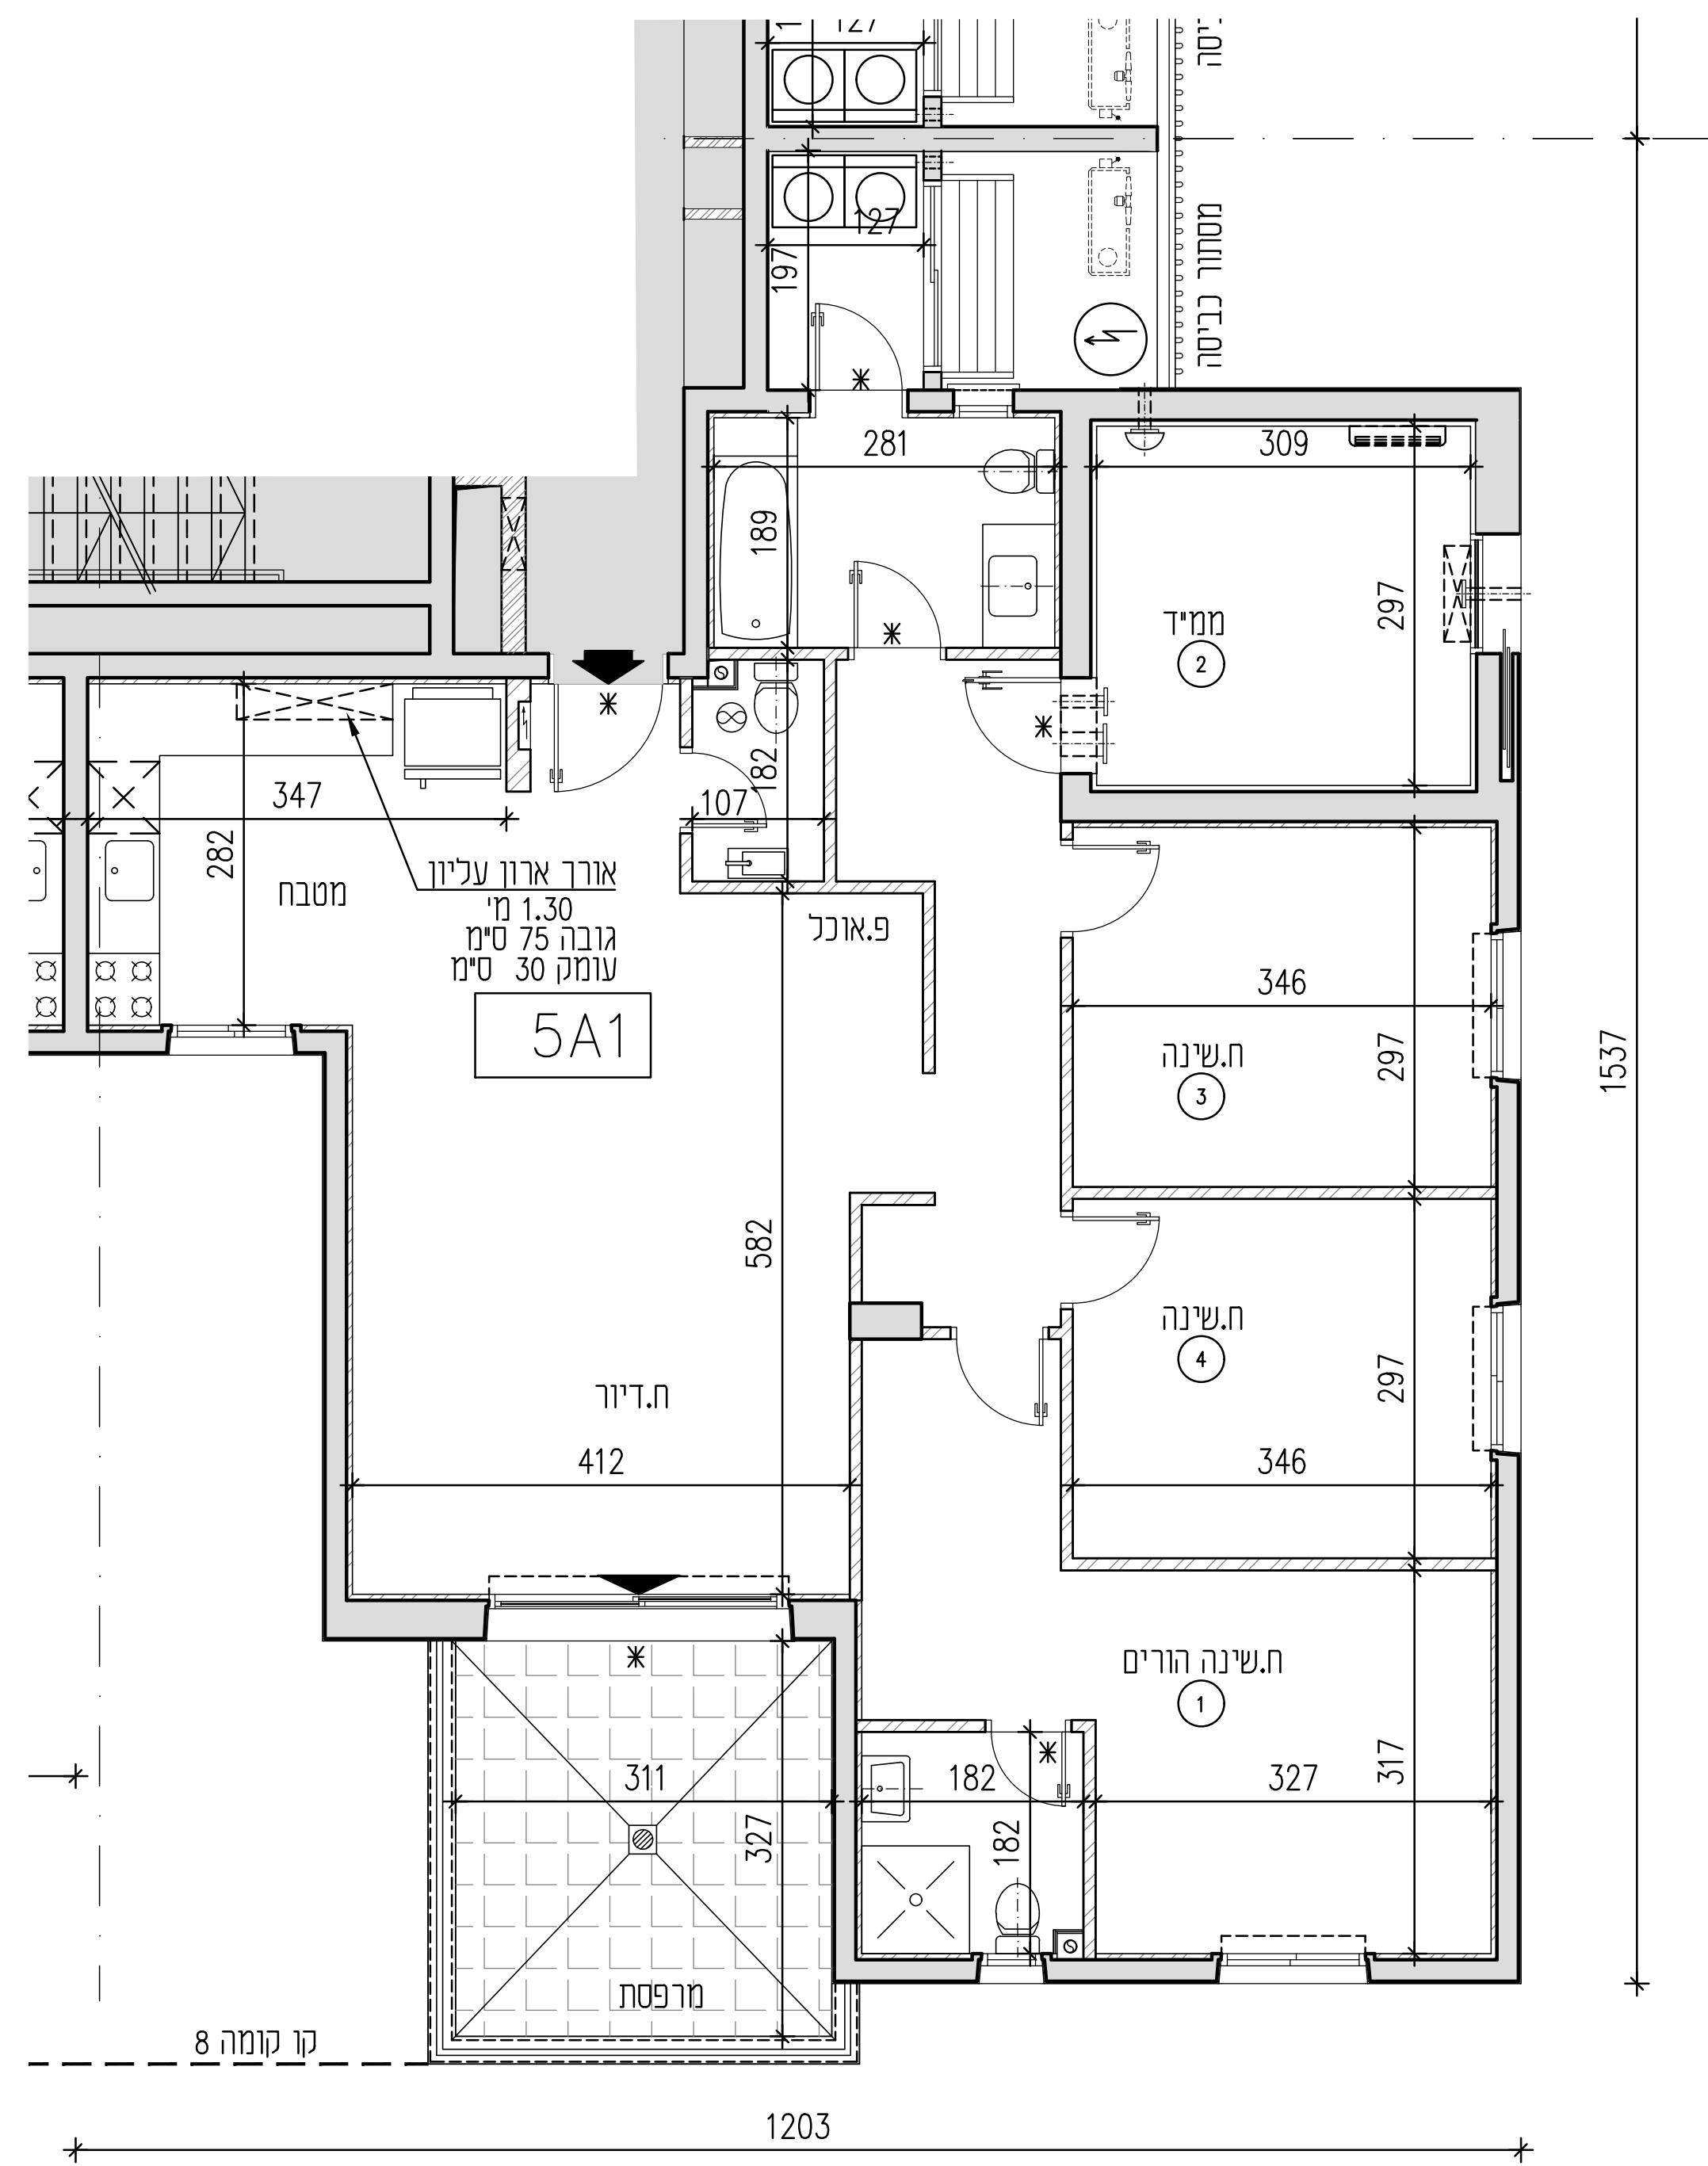 127
1
כביסה
127
197
מסתור כביסה
281
309
189
297
ממ"ד
2
347
282
182
107
אורך ארון עליון
1.30 מ'
גובה 75 ס"מ
עומק 30 ס"מ
מטבח
פ.אוכל
5A1
346
ח.שינה
3
297
1537
582
ח.שינה
4
297
ח.דיור
412
346
ח.שינה הורים
1
311
327
182
182
327
317
מרפסת
קו קומה 8
1203